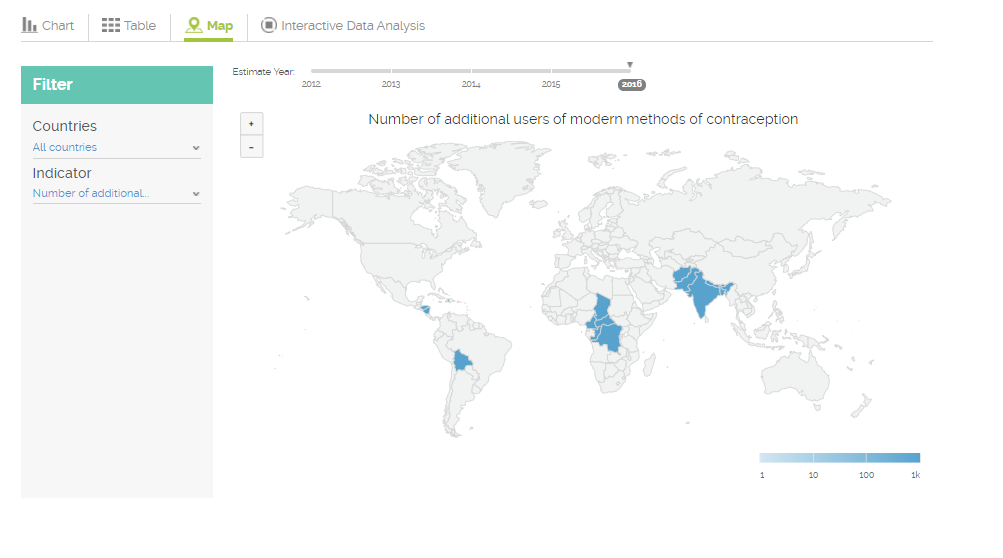 Chart
Table
Map
Interactive Data Analysis
Filter
Countries
All countries
Indicator
Number of additional...
Estimate Year:
2012
2013
2014
2015
2016
+
-
Number of additional users of modern methods of contraception
1
10
100
1k